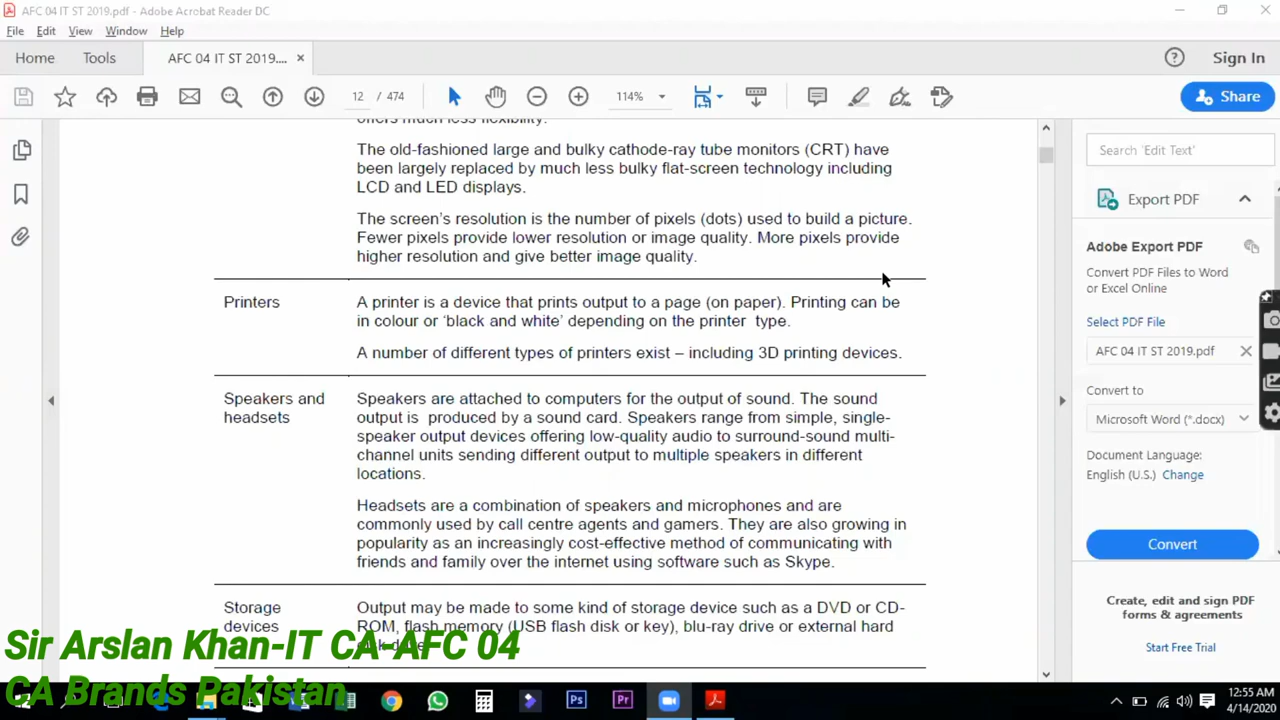 AFC 04 IT ST 2019.pdf - Adobe Acrobat Reader DC
File Edit View Window Help
Home Tools AFC 04 IT ST 2019.... × ? Sign In
12 / 474 114% Share
offers much less flexibility.
The old-fashioned large and bulky cathode-ray tube monitors (CRT) have
been largely replaced by much less bulky flat-screen technology including
LCD and LED displays.
The screen's resolution is the number of pixels (dots) used to build a picture.
Fewer pixels provide lower resolution or image quality. More pixels provide
higher resolution and give better image quality.
Printers
A printer is a device that prints output to a page (on paper). Printing can be
in colour or 'black and white' depending on the printer type.
A number of different types of printers exist – including 3D printing devices.
Speakers and
headsets
Speakers are attached to computers for the output of sound. The sound
output is produced by a sound card. Speakers range from simple, single-
speaker output devices offering low-quality audio to surround-sound multi-
channel units sending different output to multiple speakers in different
locations.
Headsets are a combination of speakers and microphones and are
commonly used by call centre agents and gamers. They are also growing in
popularity as an increasingly cost-effective method of communicating with
friends and family over the internet using software such as Skype.
Storage
devices
Output may be made to some kind of storage device such as a DVD or CD-
ROM, flash memory (USB flash disk or key), blu-ray drive or external hard
Search 'Edit Text'
Export PDF
Adobe Export PDF
Convert PDF Files to Word
or Excel Online
Select PDF File
AFC 04 IT ST 2019.pdf ×
Convert to
Microsoft Word (*.docx)
Document Language:
English (U.S.) Change
Convert
Create, edit and sign PDF
forms & agreements
Start Free Trial
Sir Arslan Khan-IT CA-AFC 04
CA Brands Pakistan
Ps Pr
12:55 AM
4/14/2020